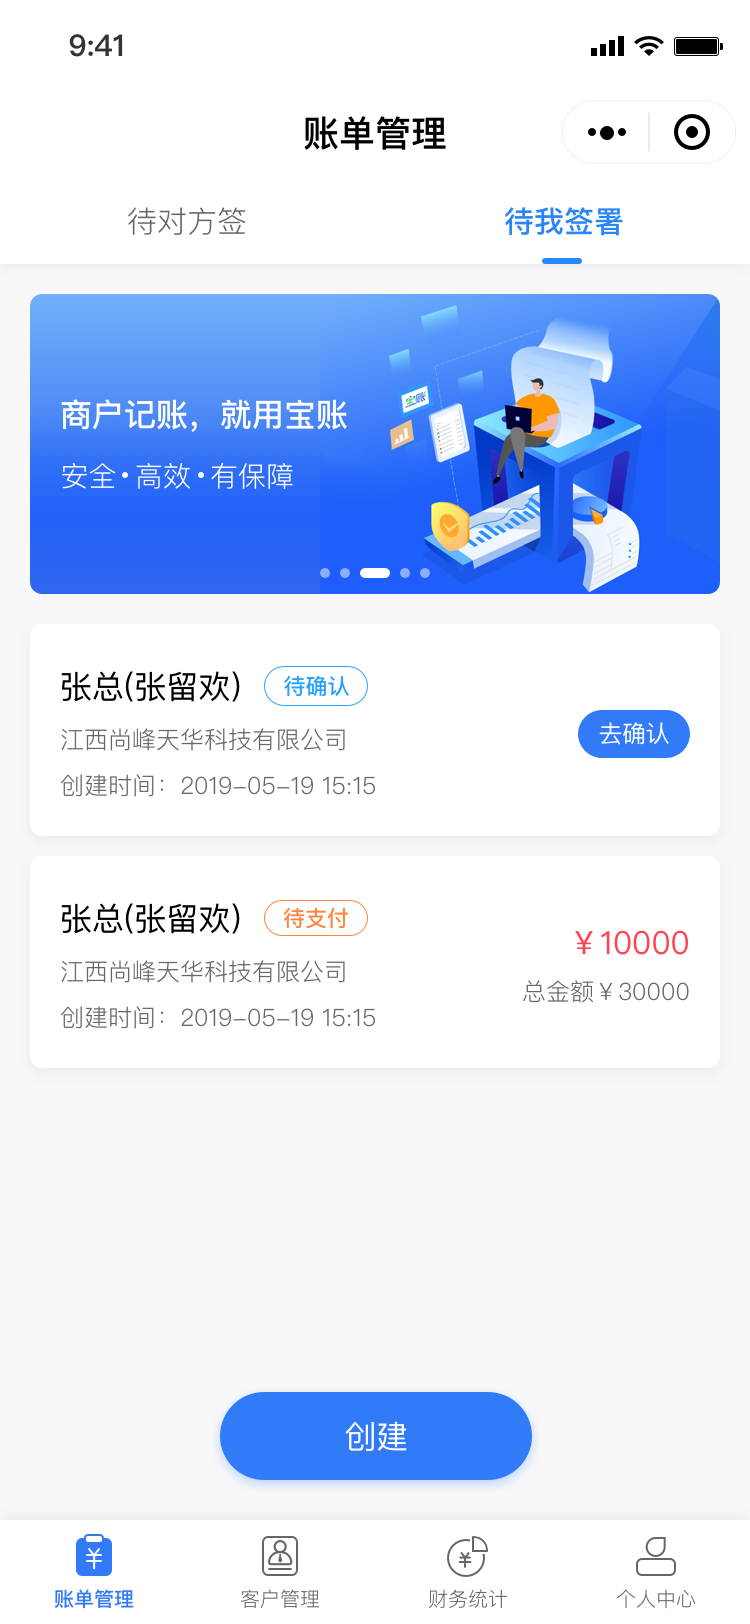 9:41
账单管理
待对方签
待我签署
商户记账，就用宝账
安全·高效·有保障
宝账
张总(张留欢) 待确认
江西尚峰天华科技有限公司
去确认
创建时间：2019-05-19 15:15
张总(张留欢) 待支付
¥10000
江西尚峰天华科技有限公司
总金额¥30000
创建时间：2019-05-19 15:15
创建
账单管理
客户管理
财务统计
个人中心